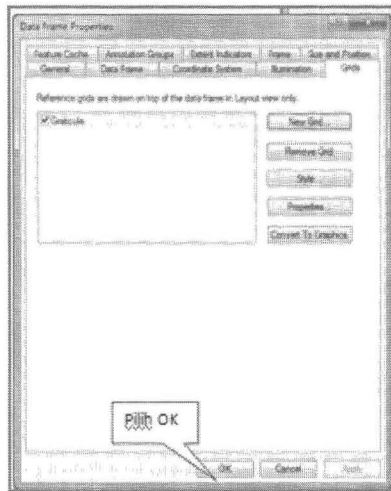 Data Frame Properties
Feature Cache Annotation Groups Extent Indicators Frame Size and Position
General Data Frame Coordinate System Illumination Grids
Reference grids are drawn on top of the data frame in Layout view only.
Graticule
New Grid...
Remove Grid
Style...
Properties...
Convert To Graphics
Pilih OK
OK Cancel Apply